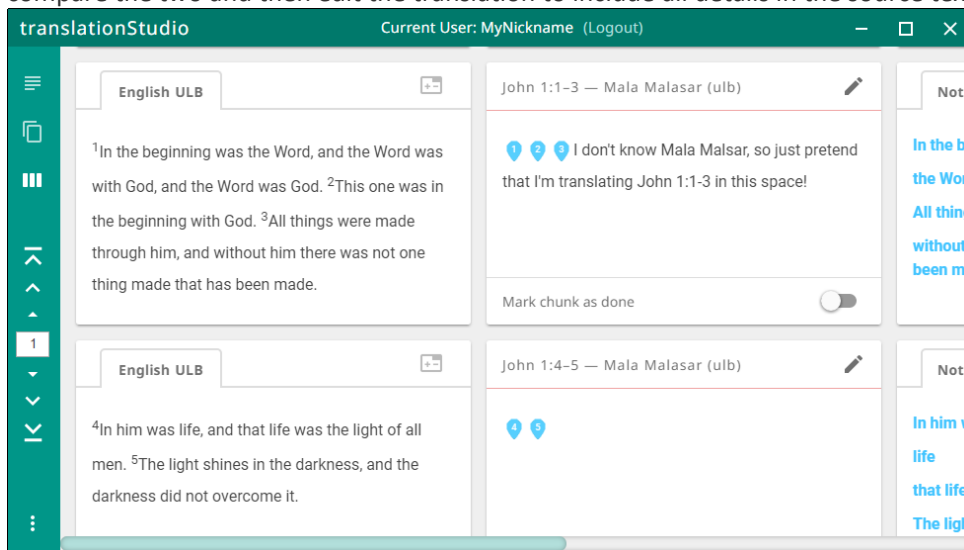 translationStudio Current User: MyNickname (Logout)
English ULB
1In the beginning was the Word, and the Word was
with God, and the Word was God. 2This one was in
the beginning with God. 3All things were made
through him, and without him there was not one
thing made that has been made.
John 1:1–3 — Mala Malasar (ulb)
1 2 3 I don't know Mala Malsar, so just pretend
that I'm translating John 1:1-3 in this space!
Mark chunk as done
In the
the
All
without
been
1
English ULB
4In him was life, and that life was the light of all
men. 5The light shines in the darkness, and the
darkness did not overcome it.
John 1:4–5 — Mala Malasar (ulb)
4 5
In him
life
that
The